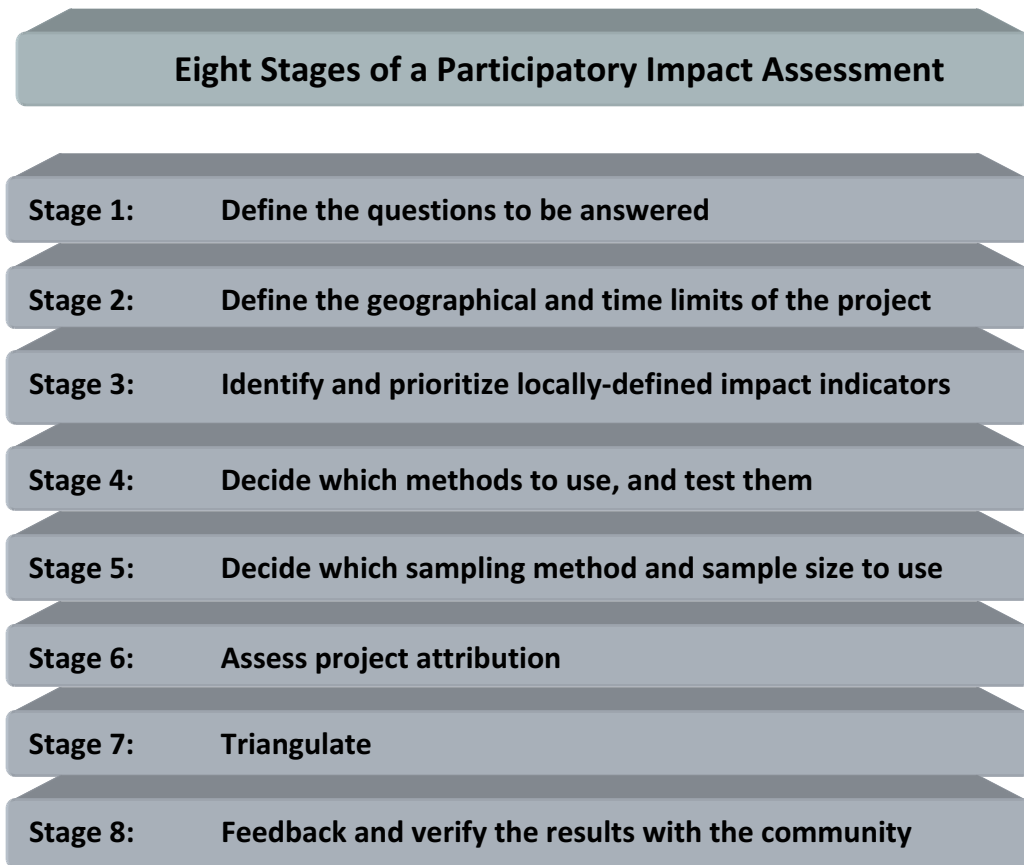 Eight Stages of a Participatory Impact Assessment
Stage 1: Define the questions to be answered
Stage 2: Define the geographical and time limits of the project
Stage 3: Identify and prioritize locally-defined impact indicators
Stage 4: Decide which methods to use, and test them
Stage 5: Decide which sampling method and sample size to use
Stage 6: Assess project attribution
Stage 7: Triangulate
Stage 8: Feedback and verify the results with the community